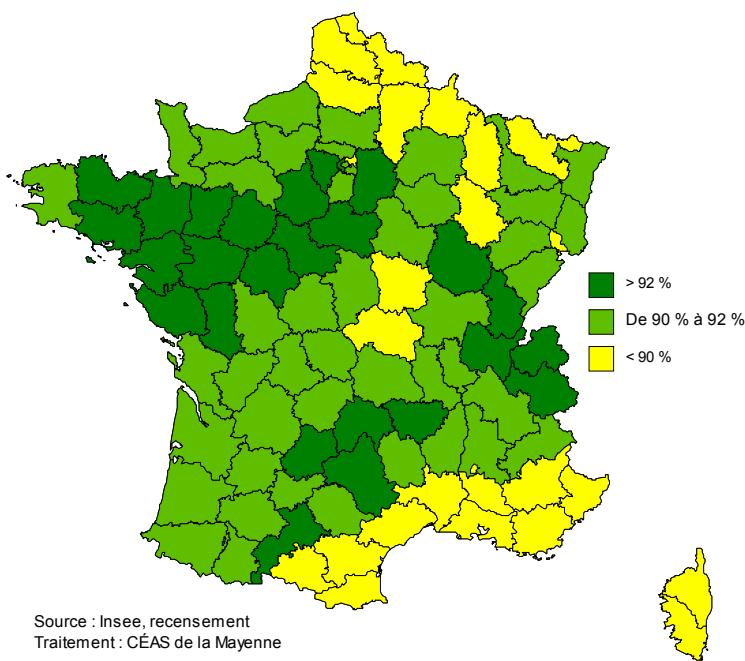 > 92 %
De 90 % à 92 %
< 90 %
Source : Insee, recensement
Traitement : CÉAS de la Mayenne